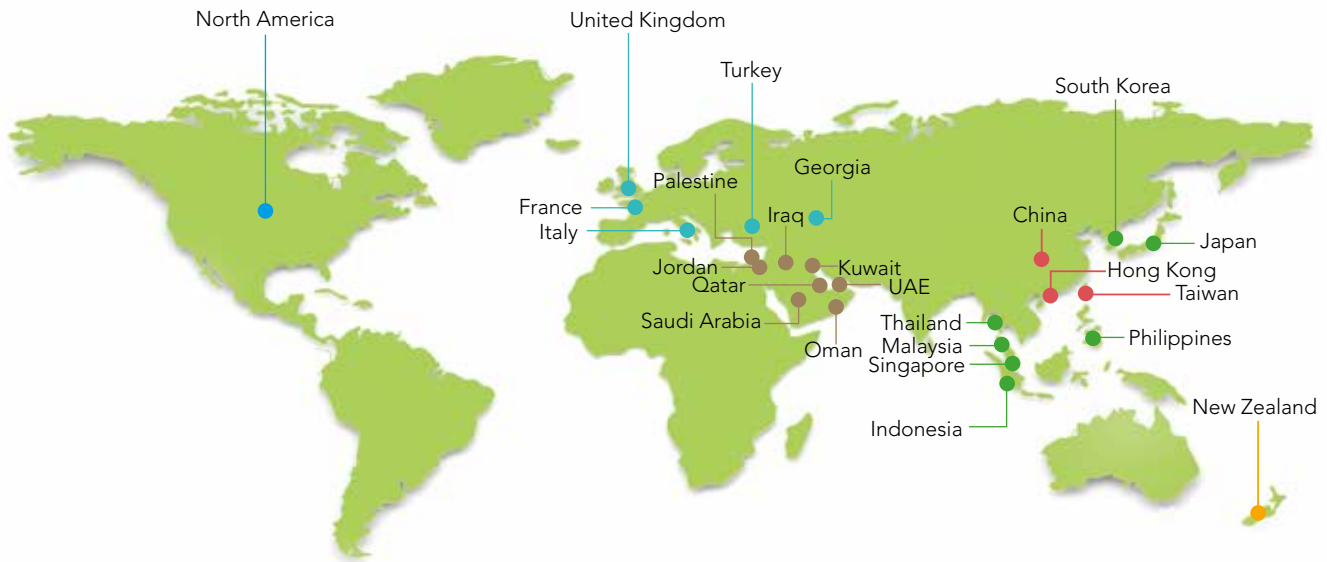 North America
United Kingdom
Turkey
South Korea
Georgia
Palestine
France
Iraq
China
Italy
Japan
Jordan
Kuwait
Hong Kong
Qatar
UAE
Taiwan
Saudi Arabia
Thailand
Oman
Malaysia
Philippines
Singapore
New Zealand
Indonesia